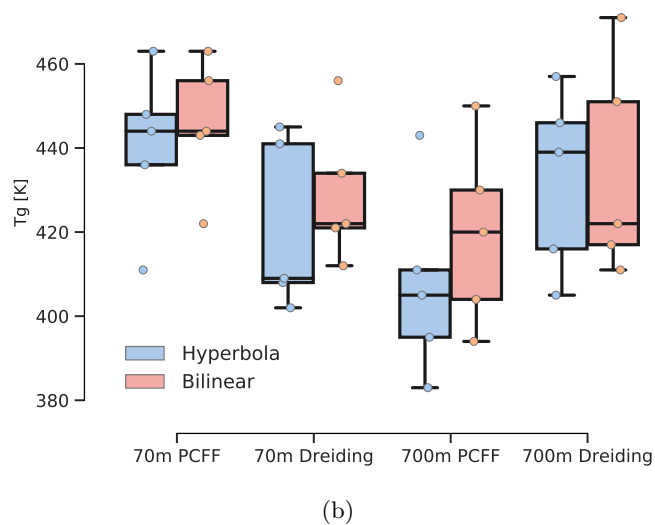 460
440
420
400
380
Tg [K]
Hyperbola
Bilinear
70m PCFF
70m Dreiding
700m PCFF
700m Dreiding
(b)